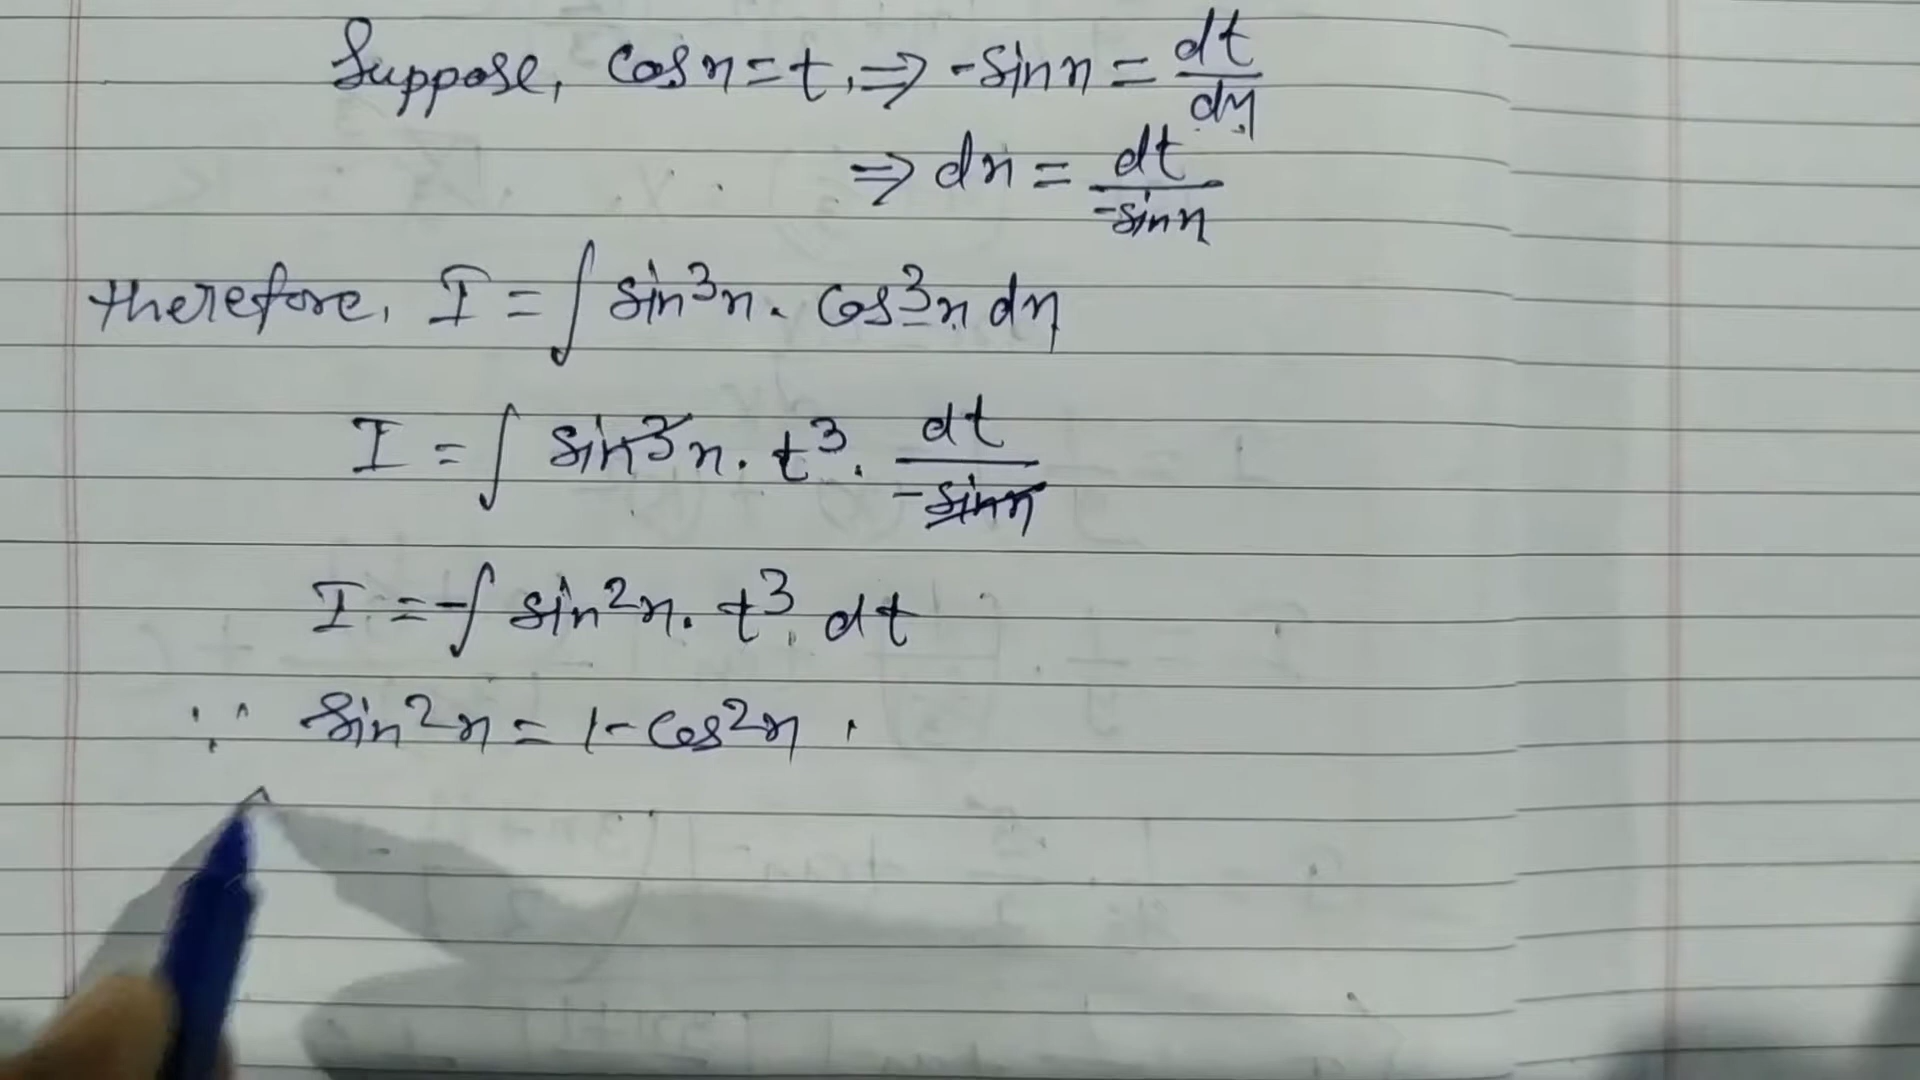 Suppose, cos x = t, ⇒ -sin x = dt/dx
⇒ dx = dt/-sin x
therefore, I = ∫ sin³x · cos³x dx
I = ∫ sin³x · t³ · dt/-sin x
I = -∫ sin²x · t³ dt
∵ sin²x = 1 - cos²x